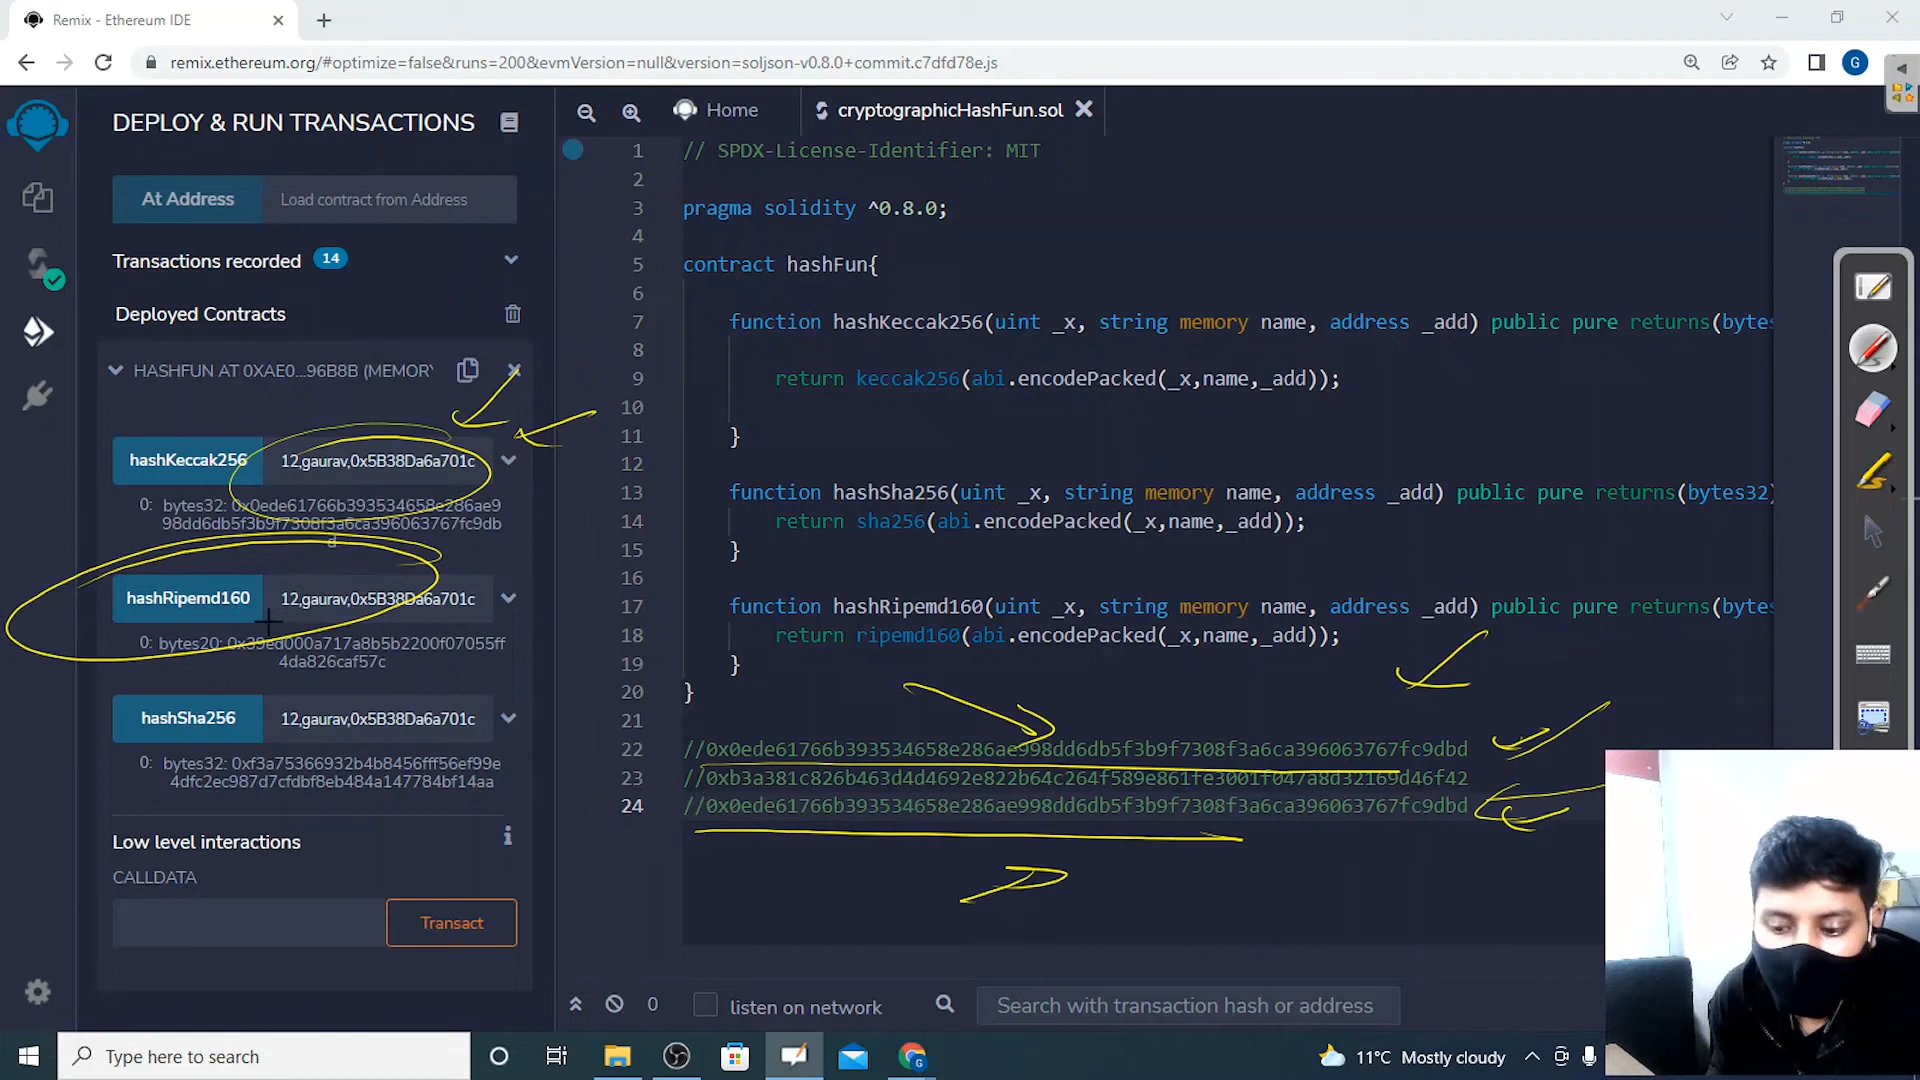 Remix - Ethereum IDE
remix.ethereum.org/#optimize=false&runs=200&evmVersion=null&version=soljson-v0.8.0+commit.c7dfd78e.js
G
DEPLOY & RUN TRANSACTIONS
At Address
Load contract from Address
Transactions recorded 14
Deployed Contracts
HASHFUN AT 0XAE0...96B8B (MEMORY
hashKeccak256
12,gaurav,0x5B38Da6a701c
0: bytes32: 0x0ede61766b393534658e286ae9
98dd6db5f3b9f7308f3a6ca396063767fc9db
d
hashRipemd160
12,gaurav,0x5B38Da6a701c
0: bytes20: 0x39ed000a717a8b5b2200f07055ff
4da826caf57c
hashSha256
12,gaurav,0x5B38Da6a701c
0: bytes32: 0xf3a75366932b4b8456fff56ef99e
4dfc2ec987d7cfdbf8eb484a147784bf14aa
Low level interactions
CALLDATA
Transact
Home
cryptographicHashFun.sol
1 // SPDX-License-Identifier: MIT
2
3 pragma solidity ^0.8.0;
4
5 contract hashFun{
6
7 function hashKeccak256(uint _x, string memory name, address _add) public pure returns(bytes
8
9 return keccak256(abi.encodePacked(_x,name,_add));
10
11 }
12
13 function hashSha256(uint _x, string memory name, address _add) public pure returns(bytes32)
14 return sha256(abi.encodePacked(_x,name,_add));
15 }
16
17 function hashRipemd160(uint _x, string memory name, address _add) public pure returns(bytes
18 return ripemd160(abi.encodePacked(_x,name,_add));
19 }
20 }
21
22 //0x0ede61766b393534658e286ae998dd6db5f3b9f7308f3a6ca396063767fc9dbd
23 //0xb3a381c826b463d4d4692e822b64c264f589e861fe3001f047a8d32169d46f42
24 //0x0ede61766b393534658e286ae998dd6db5f3b9f7308f3a6ca396063767fc9dbd
0
listen on network
Search with transaction hash or address
Type here to search
11°C Mostly cloudy